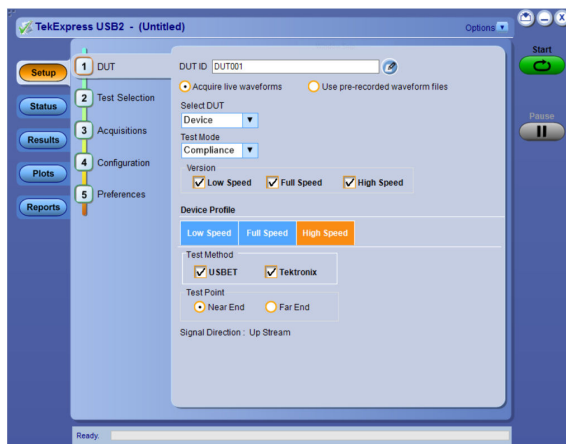 TekExpress USB2 - (Untitled)
Options
Start
Pause
Setup
Status
Results
Plots
Reports
1 DUT
2 Test Selection
3 Acquisitions
4 Configuration
5 Preferences
DUT ID DUT001
Acquire live waveforms Use pre-recorded waveform files
Select DUT
Device
Test Mode
Compliance
Version
Low Speed Full Speed High Speed
Device Profile
Low Speed Full Speed High Speed
Test Method
USBET Tektronix
Test Point
Near End Far End
Signal Direction : Up Stream
Ready.